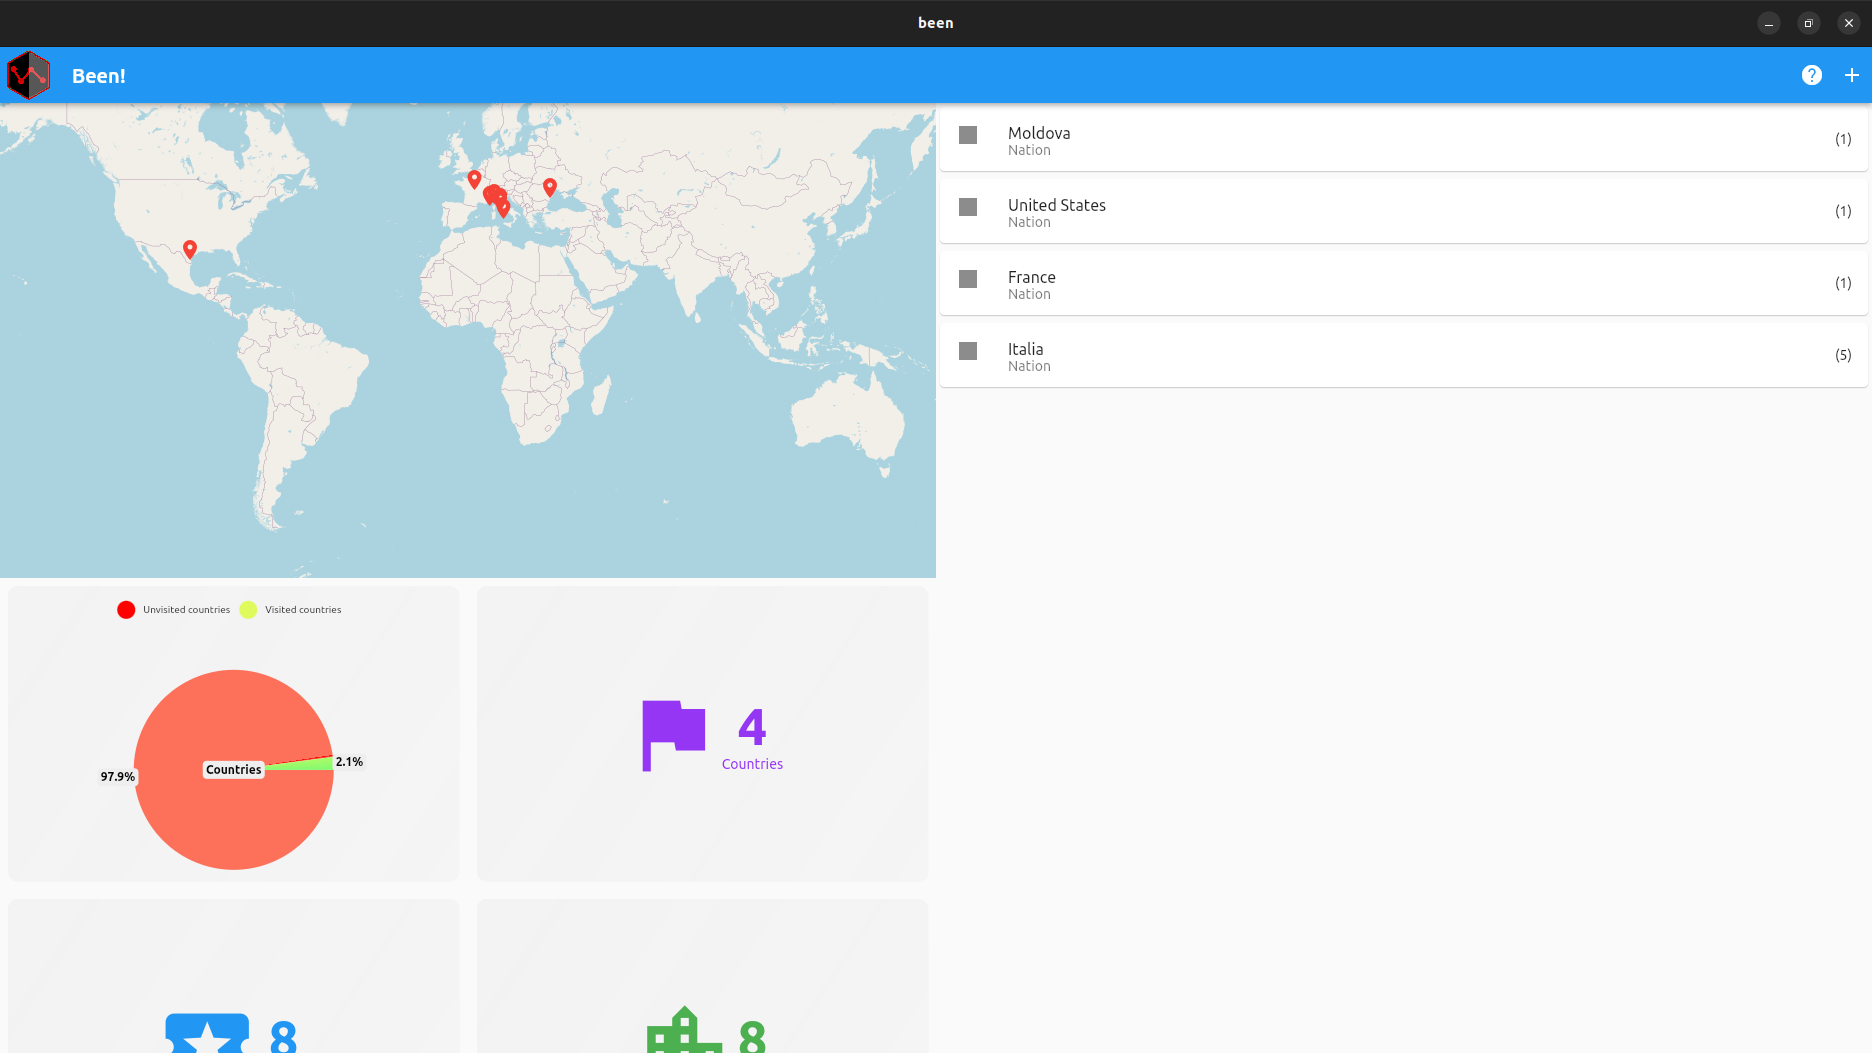 been
Been!
Moldova
Nation
(1)
United States
Nation
(1)
France
Nation
(1)
Italia
Nation
(5)
Unvisited countries Visited countries
97.9%
Countries
2.1%
4
Countries
8
8